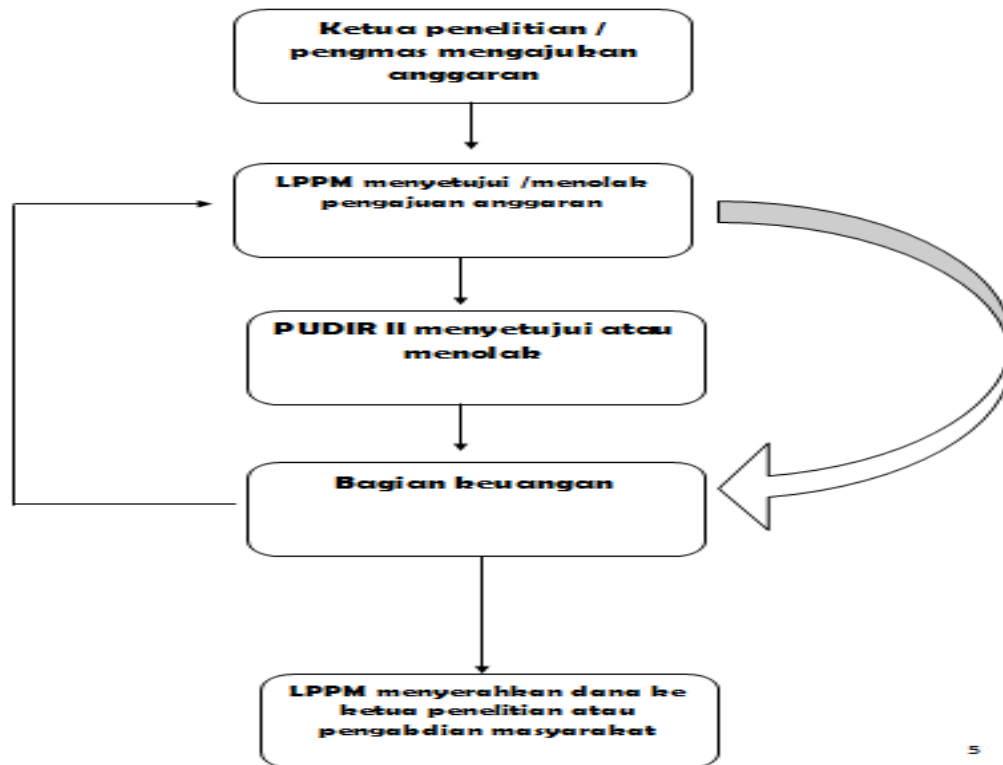 Ketua penelitian /
pengmas mengajukan
anggaran
LPPM menyetujui /menolak
pengajuan anggaran
PUDIR II menyetujui atau
menolak
Bagian keuangan
LPPM menyerahkan dana ke
ketua penelitian atau
pengabdian masyarakat
5